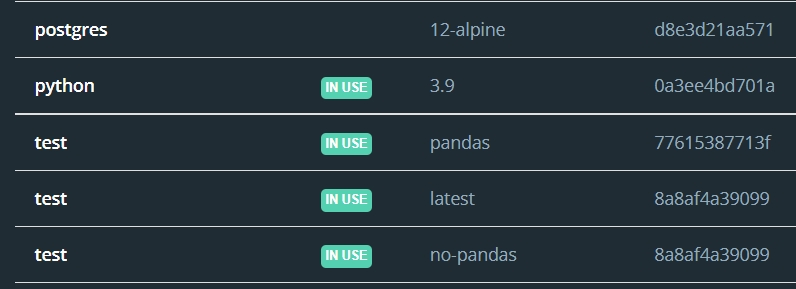 postgres 12-alpine d8e3d21aa571
python IN USE 3.9 0a3ee4bd701a
test IN USE pandas 77615387713f
test IN USE latest 8a8af4a39099
test IN USE no-pandas 8a8af4a39099